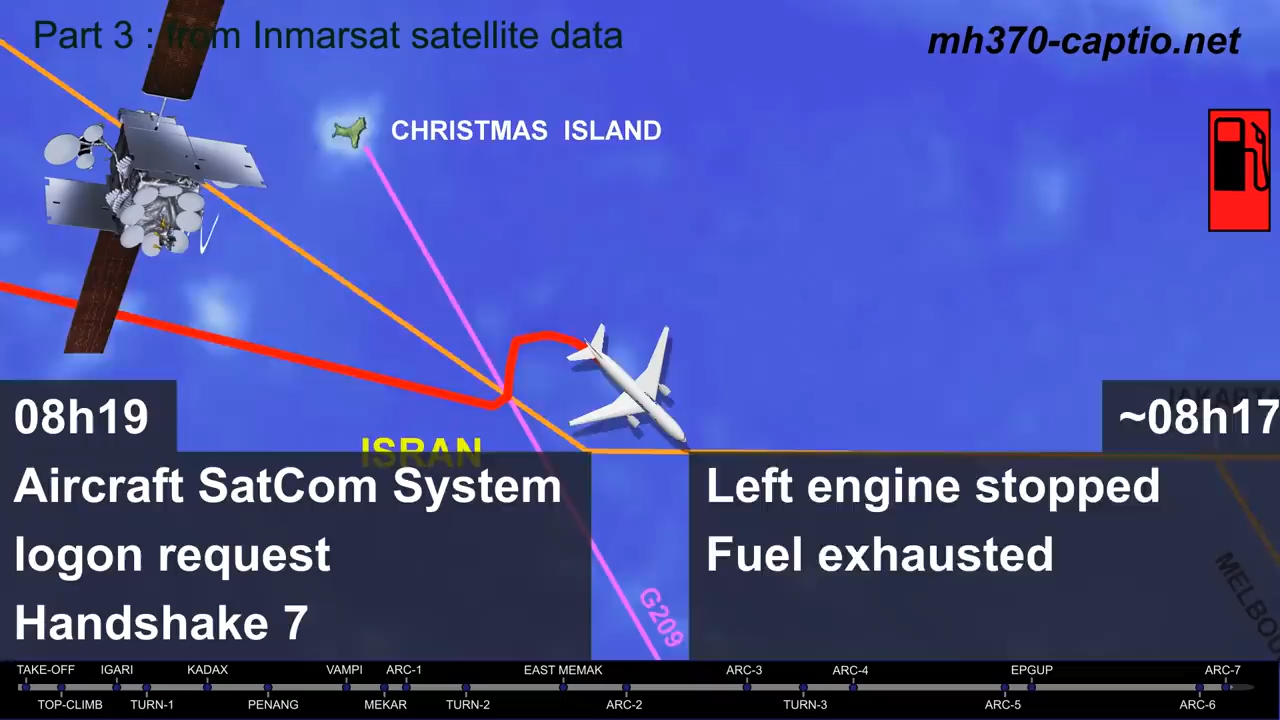 Part 3 : from Inmarsat satellite data
mh370-captio.net
CHRISTMAS ISLAND
JAKARTA
08h19
~08h17
ISRAN
Aircraft SatCom System
logon request
Handshake 7
Left engine stopped
Fuel exhausted
G209
TAKE-OFF IGARI KADAX VAMPI ARC-1 EAST MEMAK ARC-3 ARC-4 EPGUP ARC-7
TOP-CLIMB TURN-1 PENANG MEKAR TURN-2 ARC-2 TURN-3 ARC-5 ARC-6